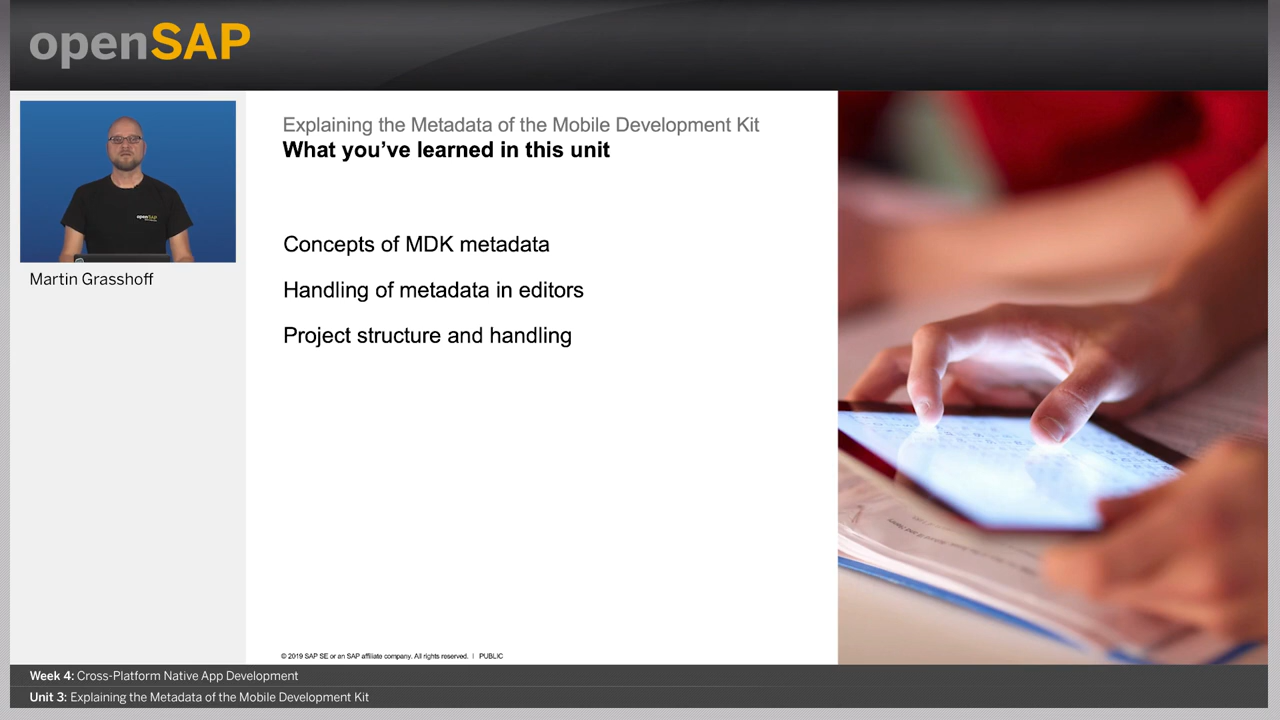 openSAP
Explaining the Metadata of the Mobile Development Kit
What you’ve learned in this unit
openSAP
Martin Grasshoff
Concepts of MDK metadata
Handling of metadata in editors
Project structure and handling
© 2019 SAP SE or an SAP affiliate company. All rights reserved. I PUBLIC
Week 4: Cross-Platform Native App Development
Unit 3: Explaining the Metadata of the Mobile Development Kit